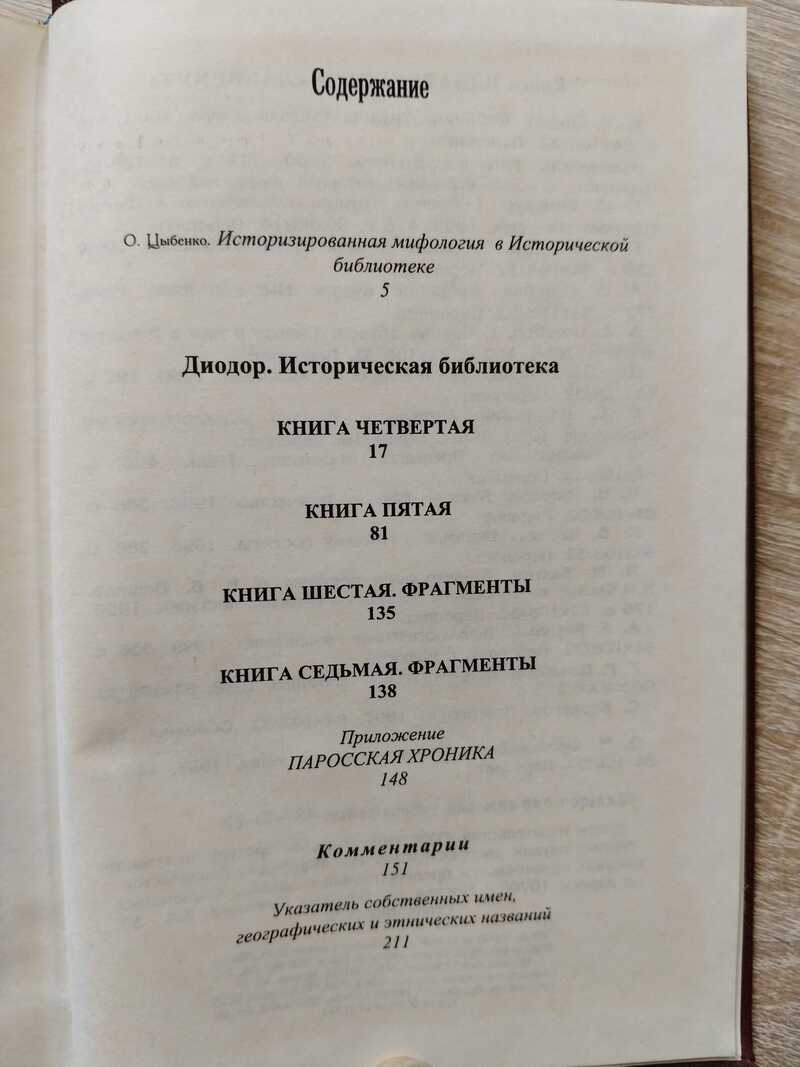 Содержание
О. Цыбенко. Историзированная мифология в Исторической
библиотеке
5
Диодор. Историческая библиотека
КНИГА ЧЕТВЕРТАЯ
17
КНИГА ПЯТАЯ
81
КНИГА ШЕСТАЯ. ФРАГМЕНТЫ
135
КНИГА СЕДЬМАЯ. ФРАГМЕНТЫ
138
Приложение
ПАРОССКАЯ ХРОНИКА
148
Комментарии
151
Указатель собственных имен,
географических и этнических названий
211